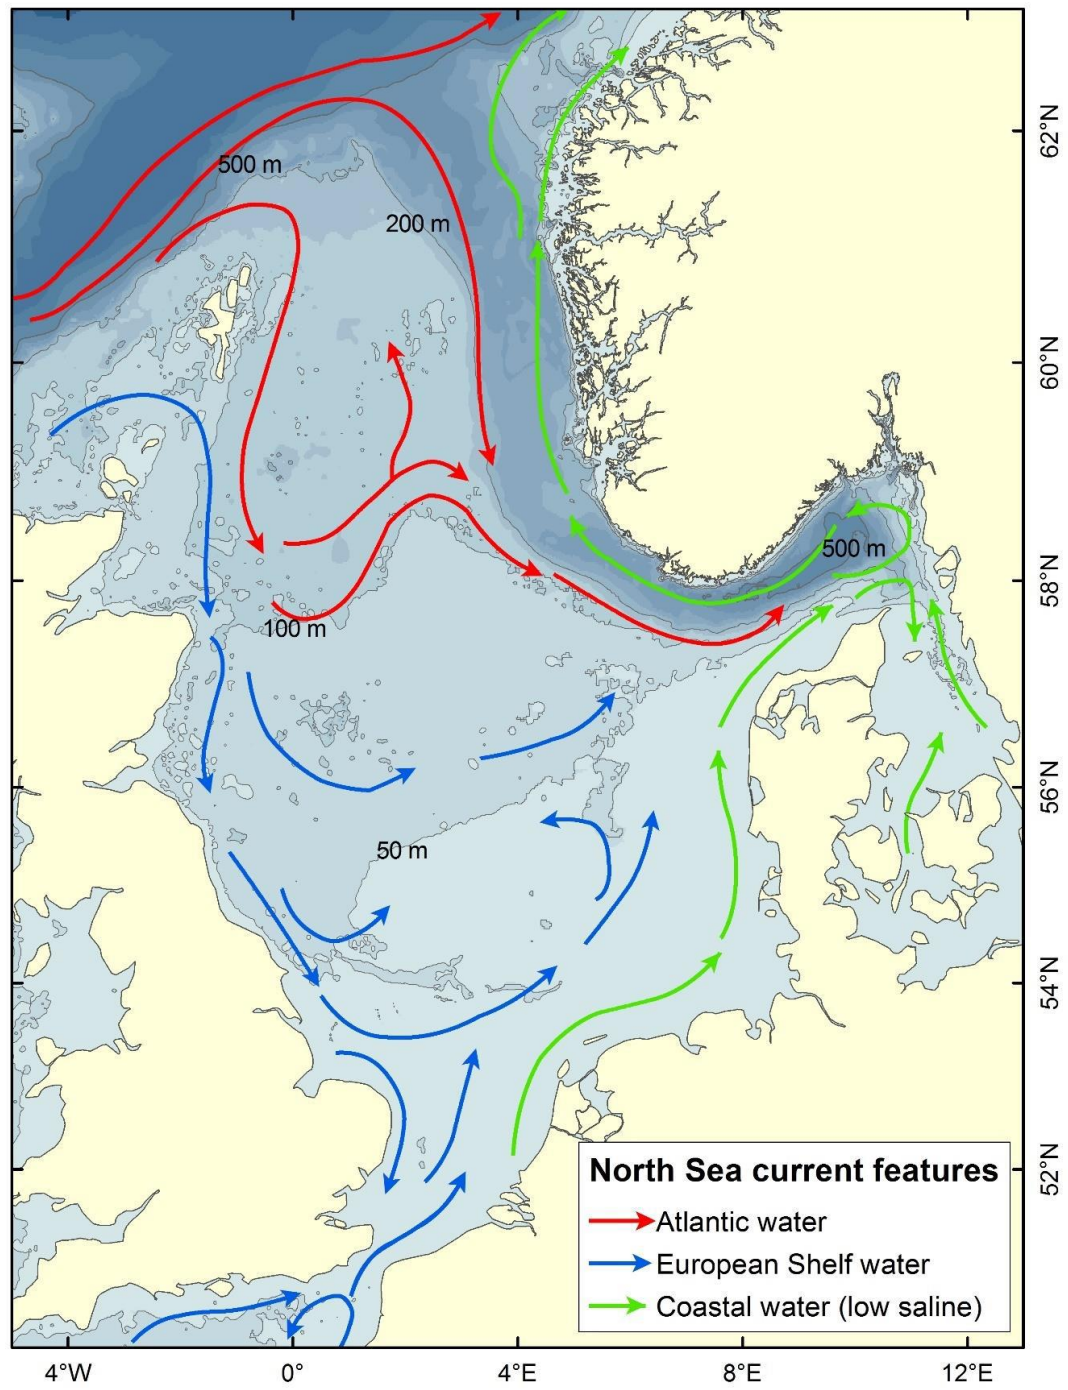 500 m
200 m
500 m
100 m
50 m
62°N
60°N
58°N
56°N
54°N
52°N
North Sea current features
Atlantic water
European Shelf water
Coastal water (low saline)
4°W
0°
4°E
8°E
12°E